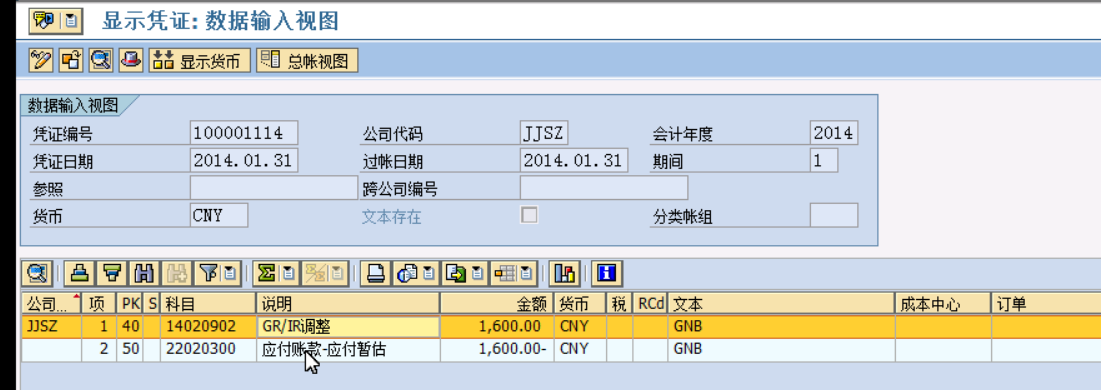 显示凭证: 数据输入视图
显示货币 总帐视图
数据输入视图
凭证编号 100001114 公司代码 JJSZ 会计年度 2014
凭证日期 2014.01.31 过帐日期 2014.01.31 期间 1
参照 跨公司编号
货币 CNY 文本存在 分类帐组
公司... 项 PK S 科目 说明 金额 货币 税 RCd 文本 成本中心 订单
JJSZ 1 40 14020902 GR/IR调整 1,600.00 CNY GNB
2 50 22020300 应付账款-应付暂估 1,600.00- CNY GNB